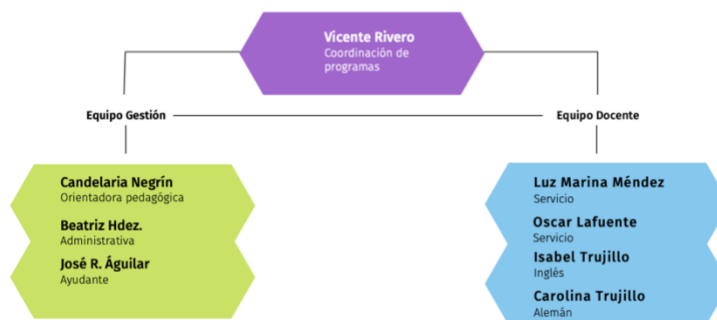 Vicente Rivero
Coordinación de
programas
Equipo Gestión
Equipo Docente
Candelaria Negrín
Orientadora pedagógica
Beatriz Hdez.
Administrativa
José R. Águilar
Ayudante
Luz Marina Méndez
Servicio
Oscar Lafuente
Servicio
Isabel Trujillo
Inglés
Carolina Trujillo
Alemán